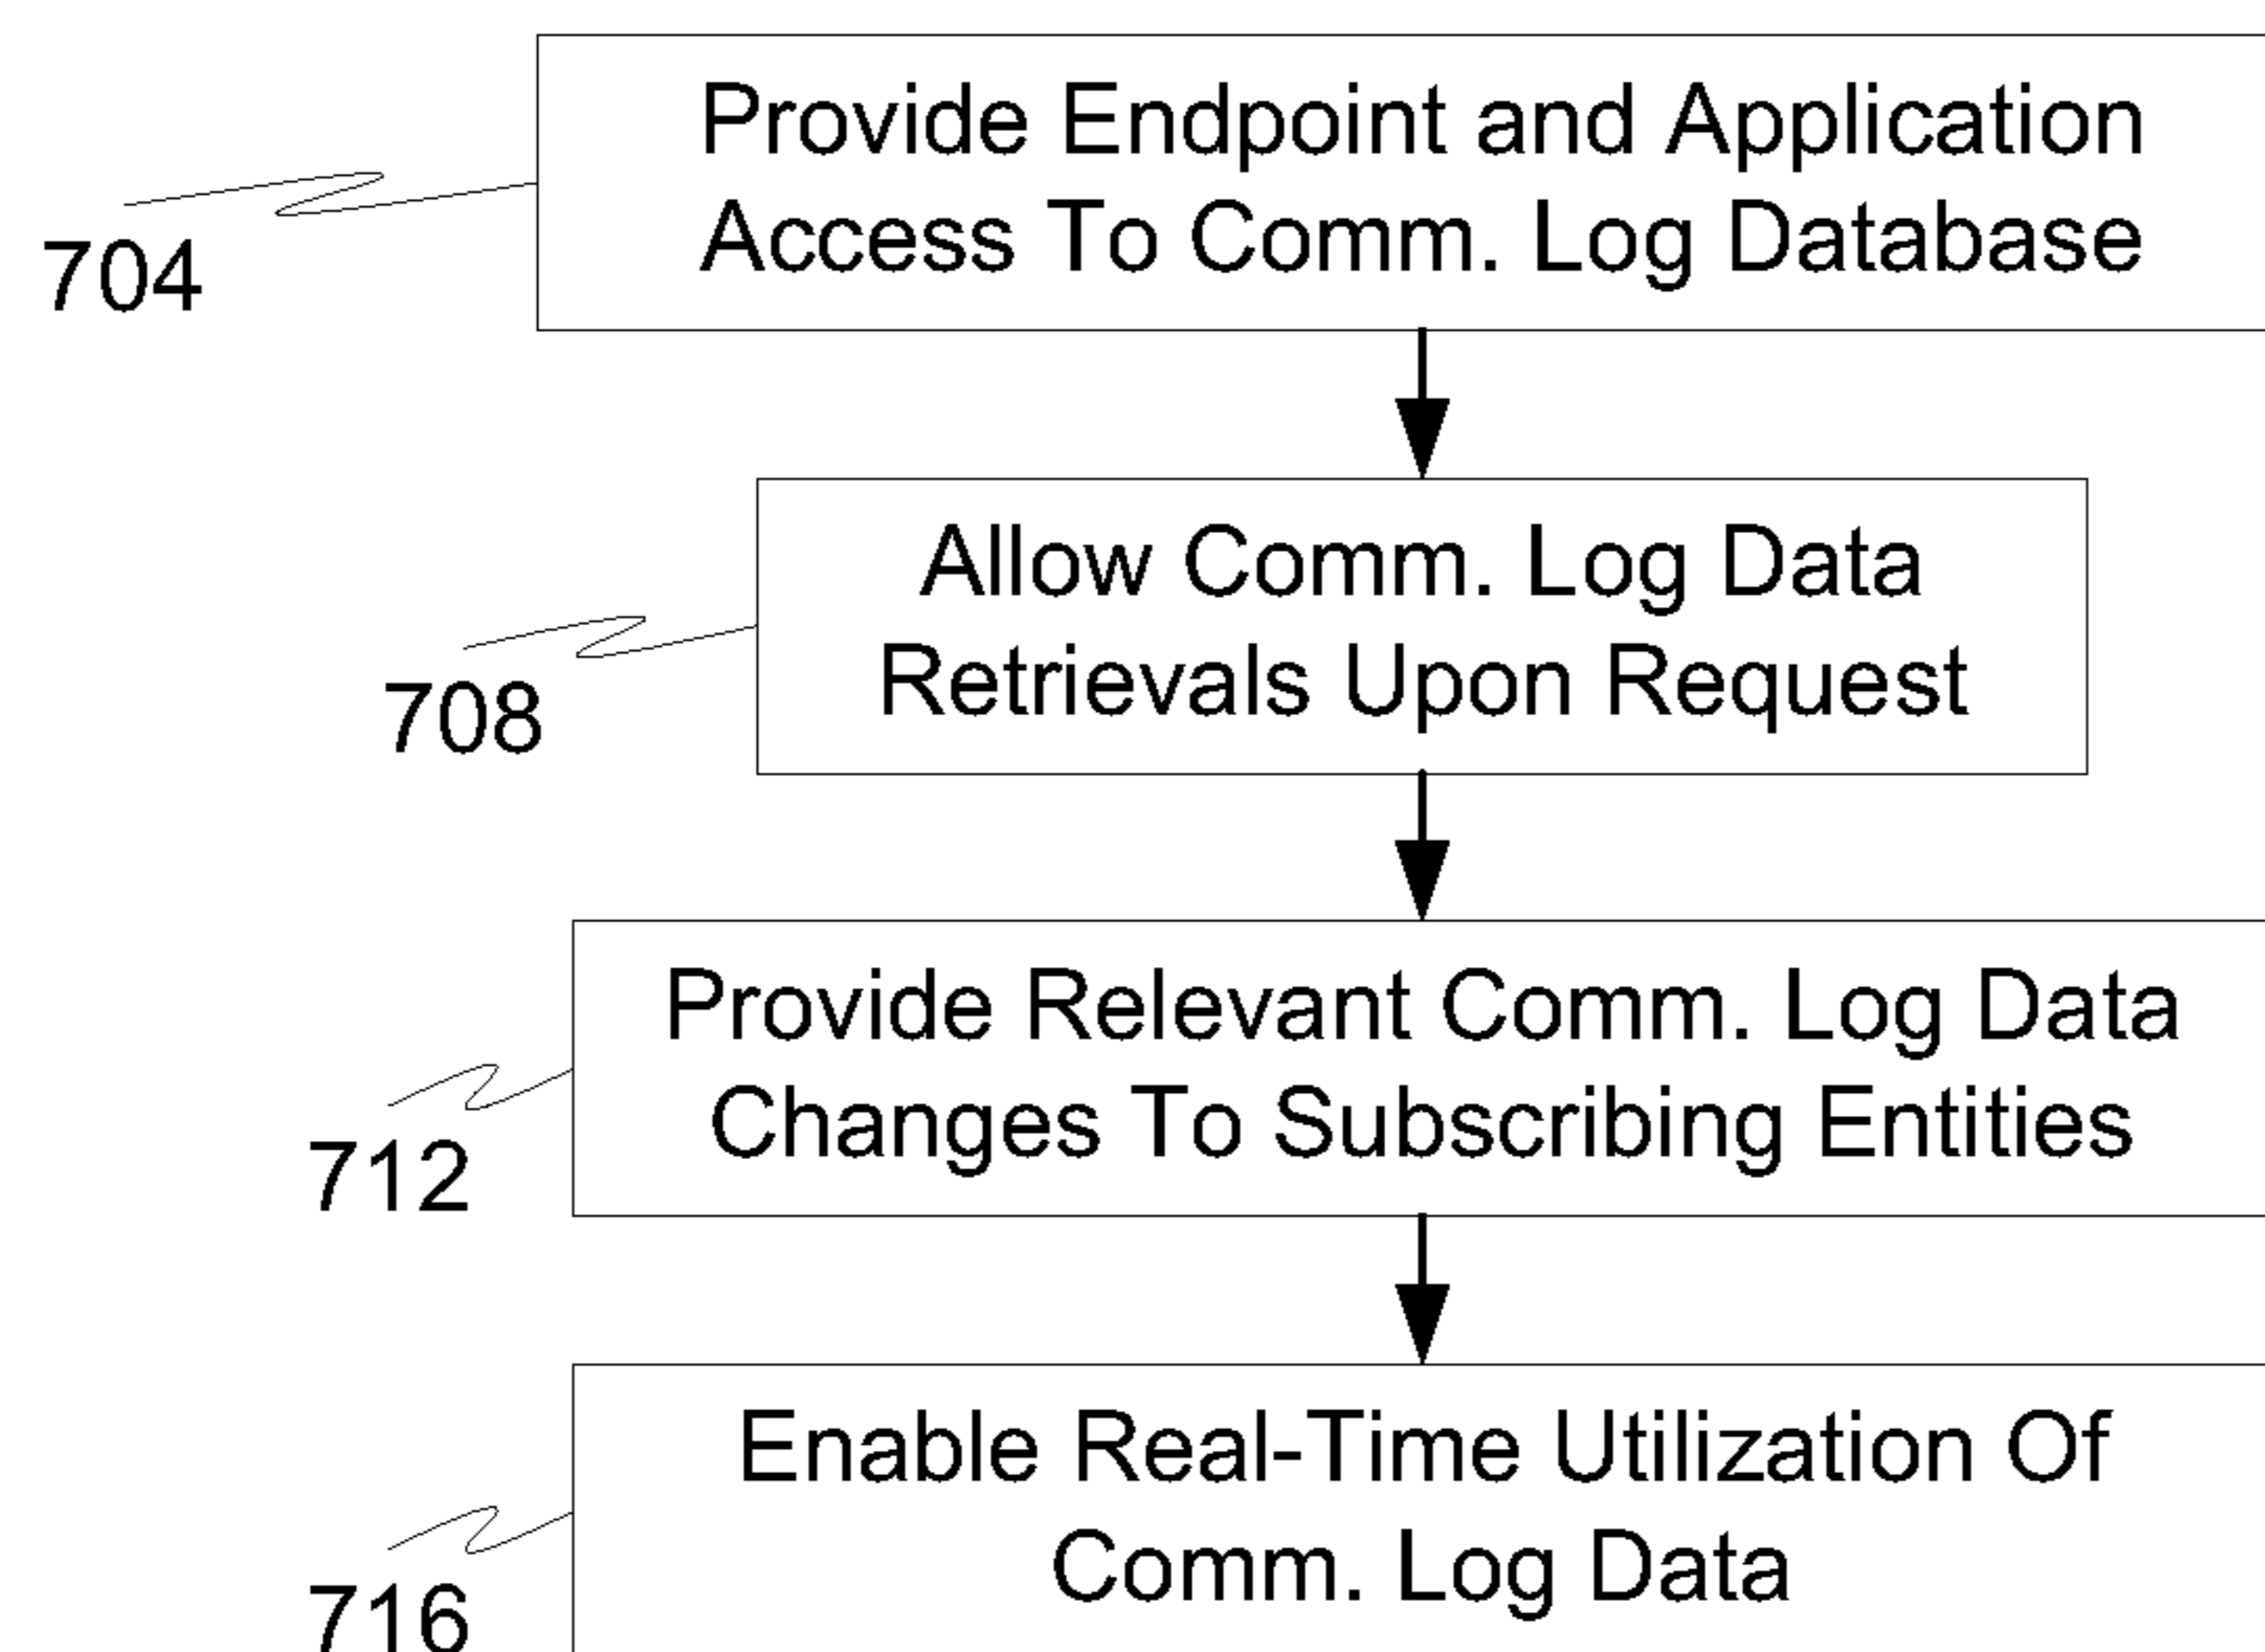 Provide Endpoint and Application
Access To Comm. Log Database
704
Allow Comm. Log Data
Retrievals Upon Request
708
Provide Relevant Comm. Log Data
Changes To Subscribing Entities
712
Enable Real-Time Utilization Of
Comm. Log Data
716